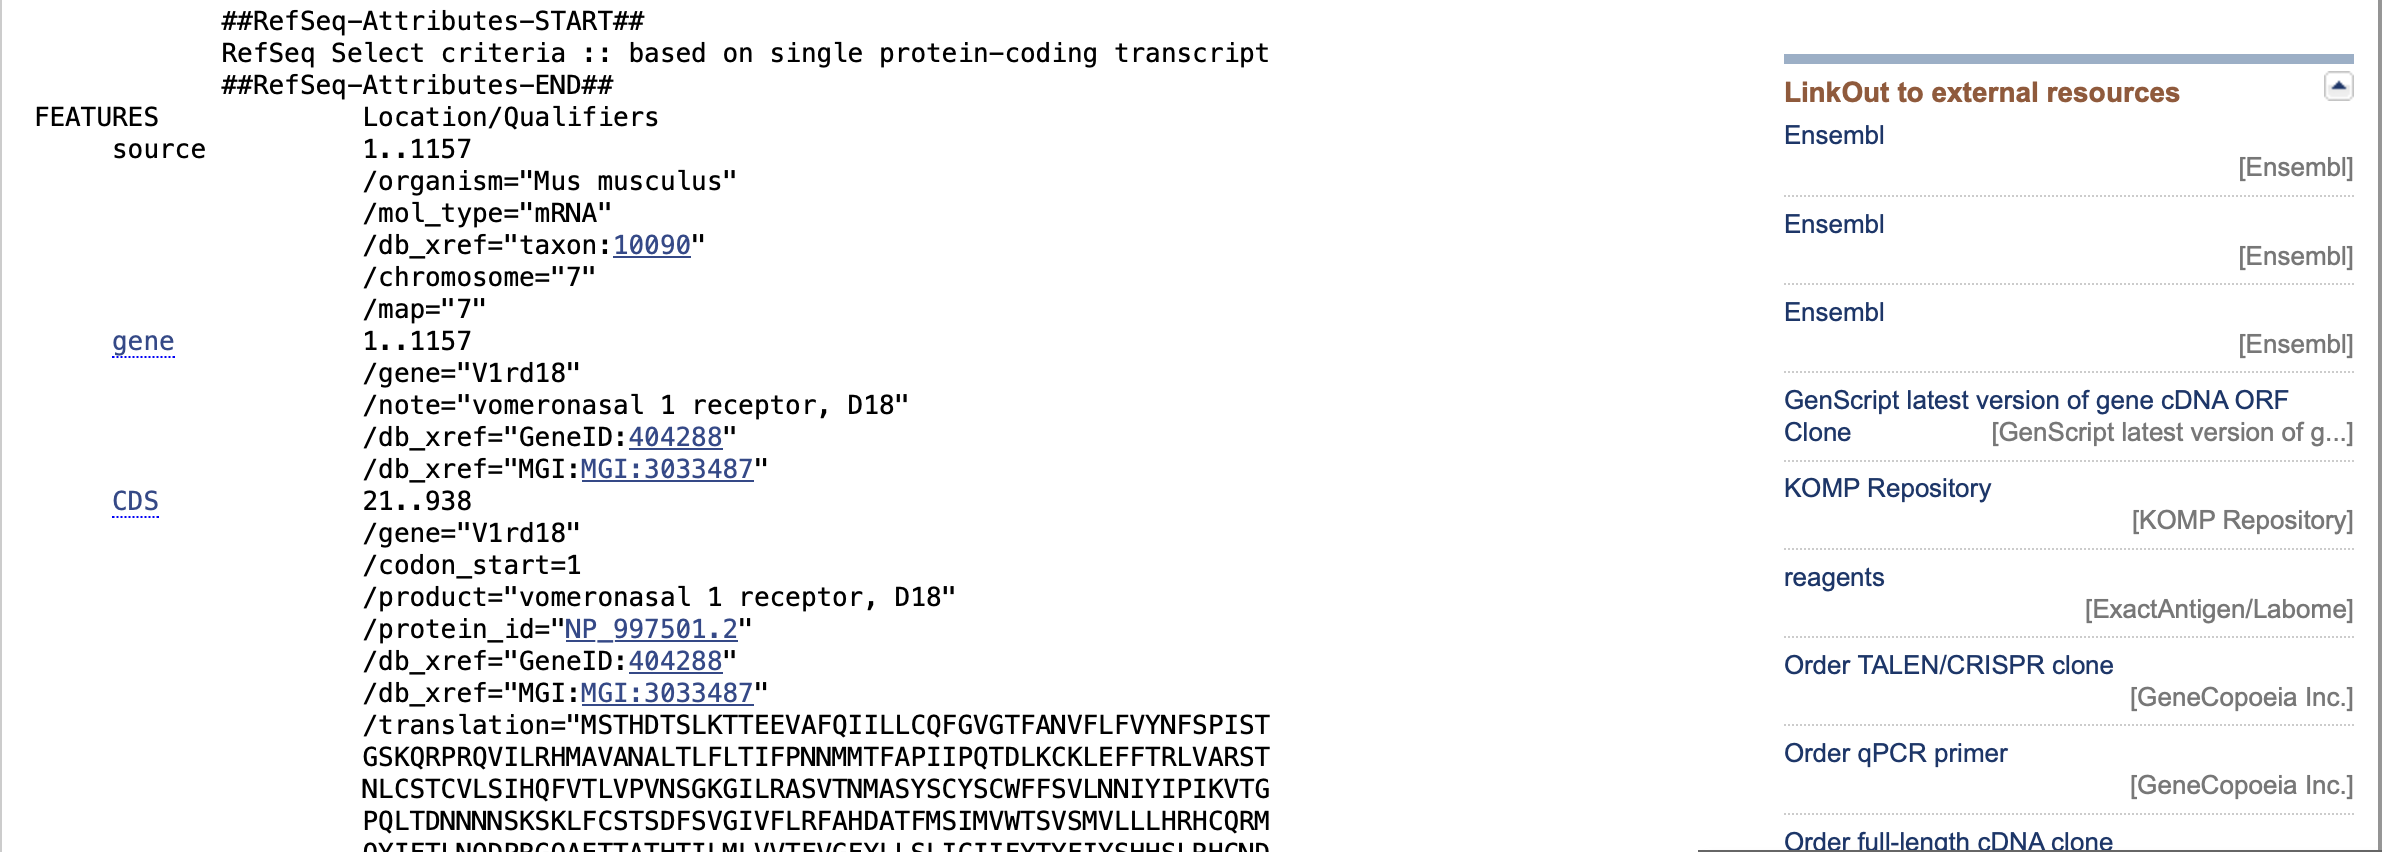 ##RefSeq-Attributes-START##
RefSeq Select criteria :: based on single protein-coding transcript
##RefSeq-Attributes-END##
FEATURES Location/Qualifiers
source 1..1157
/organism="Mus musculus"
/mol_type="mRNA"
/db_xref="taxon:10090"
/chromosome="7"
/map="7"
gene 1..1157
/gene="V1rd18"
/note="vomeronasal 1 receptor, D18"
/db_xref="GeneID:404288"
/db_xref="MGI:MGI:3033487"
CDS 21..938
/gene="V1rd18"
/codon_start=1
/product="vomeronasal 1 receptor, D18"
/protein_id="NP_997501.2"
/db_xref="GeneID:404288"
/db_xref="MGI:MGI:3033487"
/translation="MSTHDTSLKTTEEVAFQIILLCQFGVGTFANVFLFVYNFSPIST
GSKQRPRQVILRHMAVANALTLFLTIFPNNMMTFAPIIPQTDLKCKLEFFTRLVARST
NLCSTCVLSIHQFVTLVPVNSGKGILRASVTNMASYSCYSCWFFSVLNNIYIPIKVTG
PQLTDNNNNSKSKLFCSTSDFSVGIVFLRFAHDATFMSIMVWTSVSMVLLLHRHCQRM
LinkOut to external resources
Ensembl
[Ensembl]
Ensembl
[Ensembl]
Ensembl
[Ensembl]
GenScript latest version of gene cDNA ORF
Clone [GenScript latest version of g...]
KOMP Repository
[KOMP Repository]
reagents
[ExactAntigen/Labome]
Order TALEN/CRISPR clone
[GeneCopoeia Inc.]
Order qPCR primer
[GeneCopoeia Inc.]
Order full-length cDNA clone